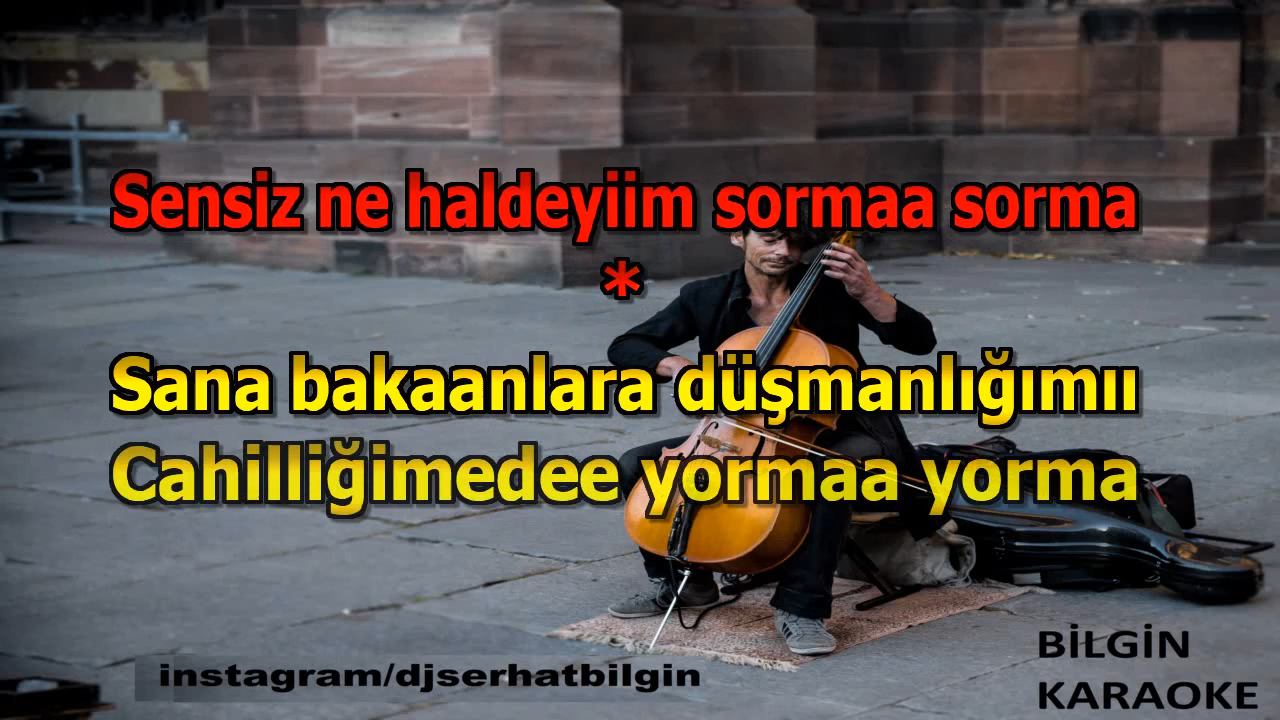 Sensiz ne haldeyiim sormaa sorma
*
Sana bakaanlara düşmanlığımıı
Cahilliğimedee yormaa yorma
instagram/djserhatbilgin
BİLGİN
KARAOKE